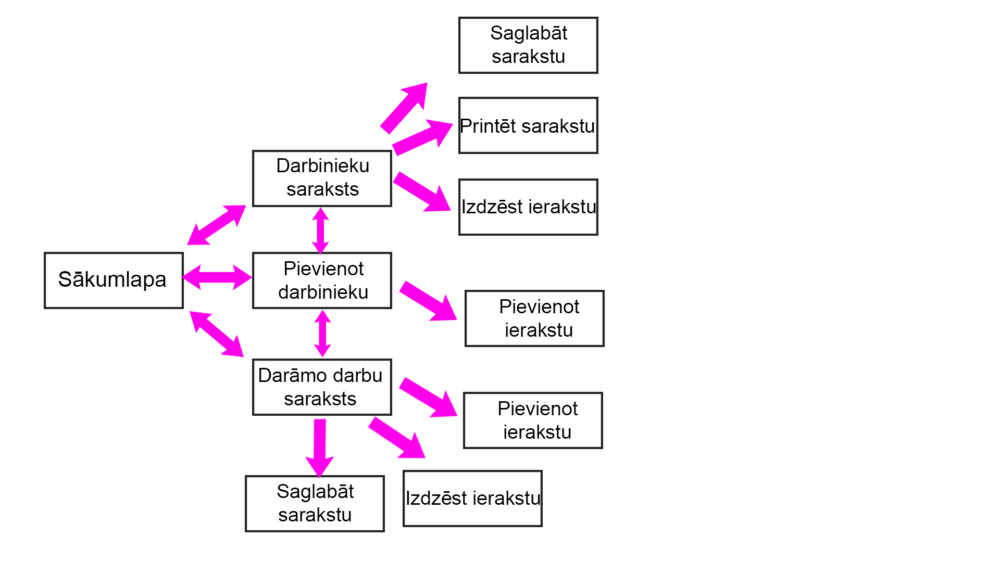 Saglabāt
sarakstu
Printēt sarakstu
Darbinieku
saraksts
Izdzēst ierakstu
Sākumlapa
Pievienot
darbinieku
Pievienot
ierakstu
Darāmo darbu
saraksts
Pievienot
ierakstu
Saglabāt
sarakstu
Izdzēst ierakstu